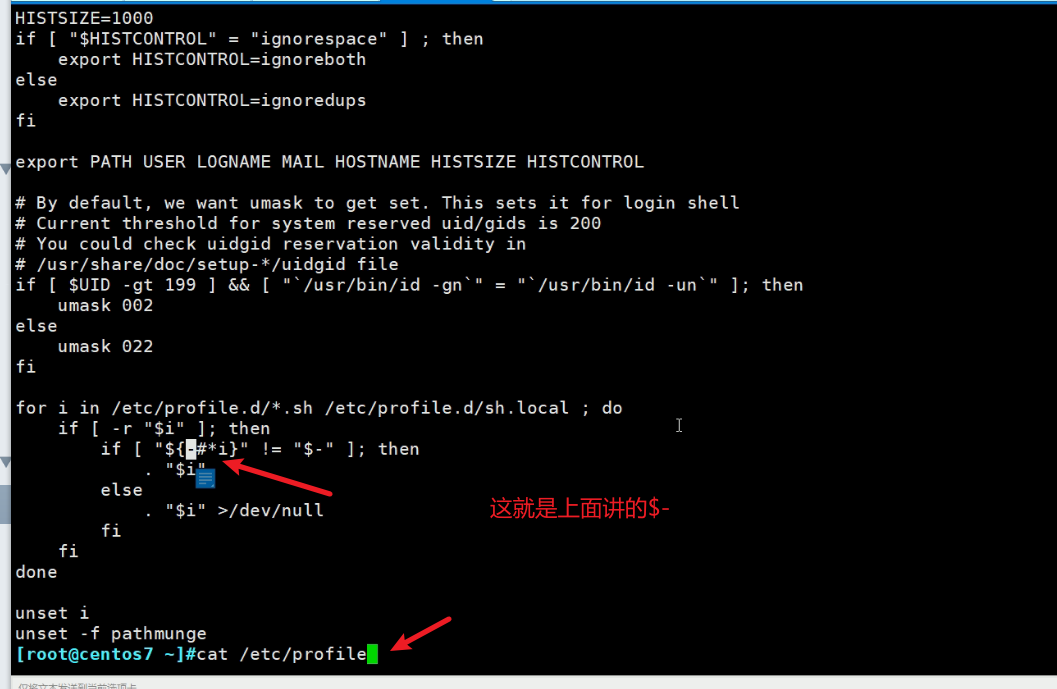 HISTSIZE=1000
if [ "$HISTCONTROL" = "ignorespace" ] ; then
    export HISTCONTROL=ignoreboth
else
    export HISTCONTROL=ignoredups
fi

export PATH USER LOGNAME MAIL HOSTNAME HISTSIZE HISTCONTROL

# By default, we want umask to get set. This sets it for login shell
# Current threshold for system reserved uid/gids is 200
# You could check uidgid reservation validity in
# /usr/share/doc/setup-*/uidgid file
if [ $UID -gt 199 ] && [ "`/usr/bin/id -gn`" = "`/usr/bin/id -un`" ]; then
    umask 002
else
    umask 022
fi

for i in /etc/profile.d/*.sh /etc/profile.d/sh.local ; do
    if [ -r "$i" ]; then
        if [ "${-#*i}" != "$-" ]; then
            . "$i"
        else
            . "$i" >/dev/null
        fi
    fi
done
这就是上面讲的$-

unset i
unset -f pathmunge
[root@centos7 ~]#cat /etc/profile